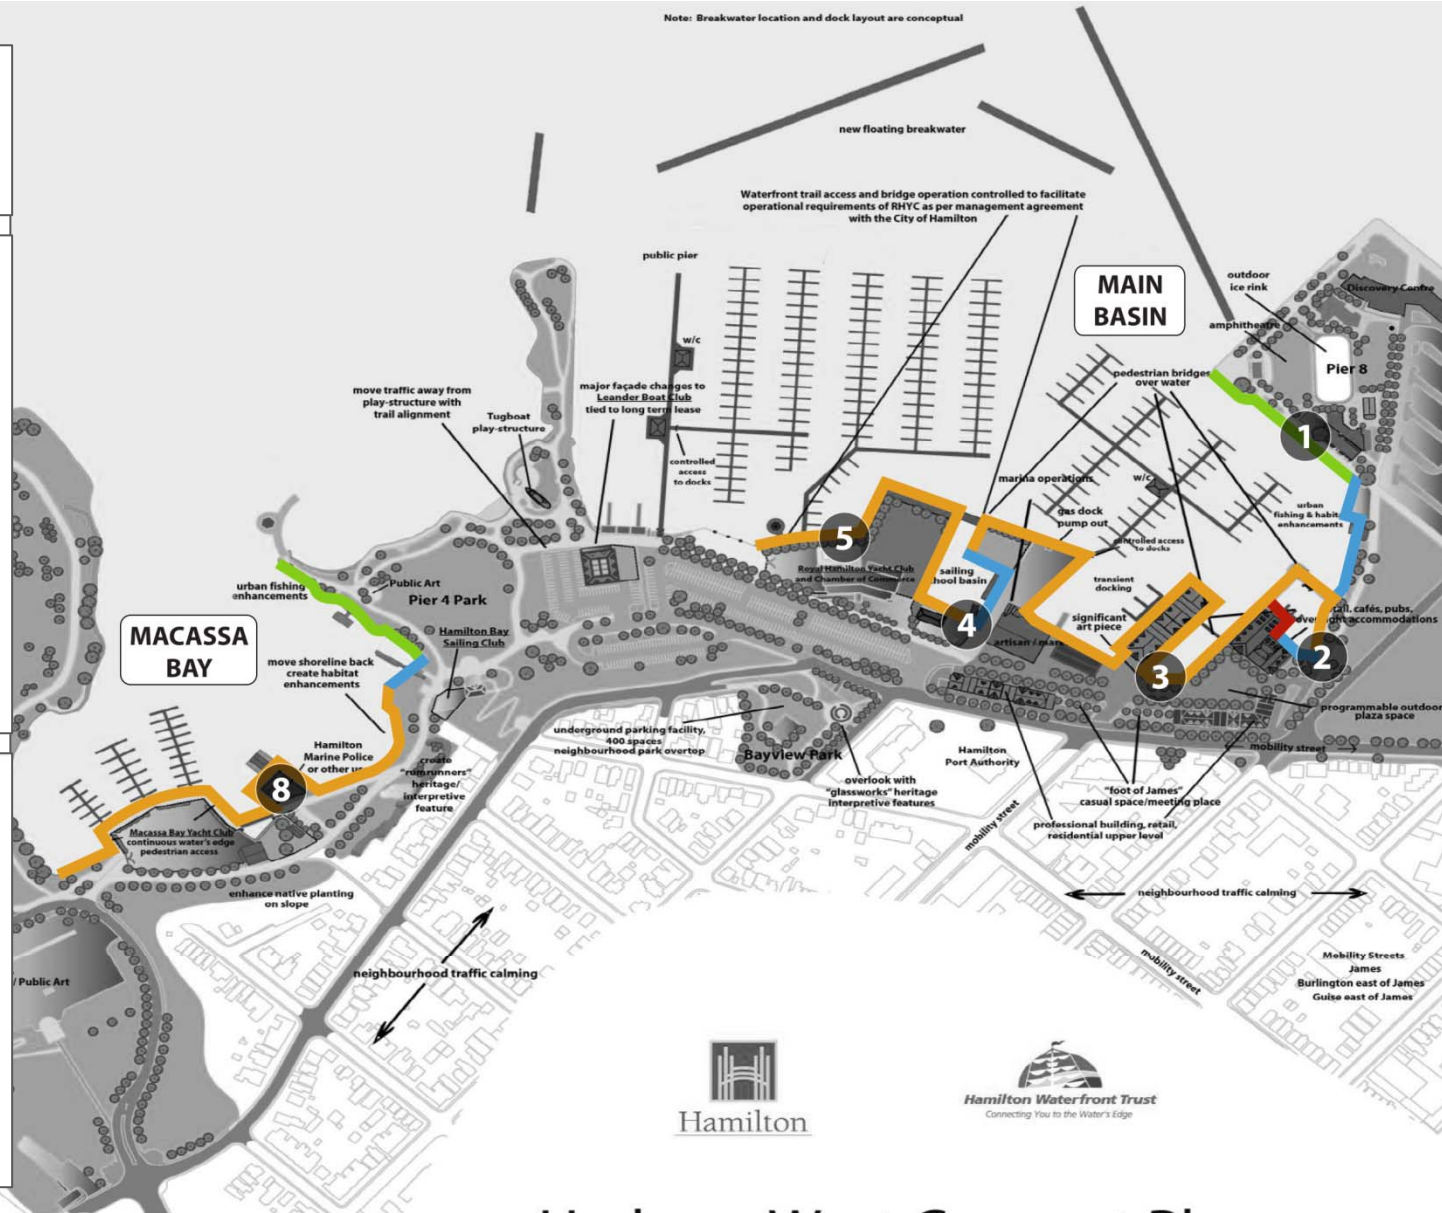 Note: Breakwater location and dock layout are conceptual
new floating breakwater
Waterfront trail access and bridge operation controlled to facilitate
operational requirements of RHYC as per management agreement
with the City of Hamilton
public pier
w/c
MAIN
BASIN
outdoor
ice rink
Discovery Centre
amphitheatre
Pier 8
pedestrian bridges
over water
move traffic away from
play-structure with
trail alignment
Tugboat
play-structure
major façade changes to
Leander Boat Club
tied to long term lease
controlled
access
to docks
marina operations
w/c
gas dock
pump out
controlled access
to docks
1
urban
fishing & habit
enhancements
5
Royal Hamilton Yacht Club
and Chamber of Commerce
sailing
hool basin
transient
docking
significant
art piece
4
artisan / mar
3
ail, cafés, pubs,
overnight accommodations
2
programmable outdoor
plaza space
mobility street
urban fishing
enhancements
Public Art
Pier 4 Park
MACASSA
BAY
Hamilton Bay
Sailing Club
move shoreline back
create habitat
enhancements
Hamilton
Marine Police
or other u
8
create
"rumrunners"
heritage/
interpretive
feature
Macassa Bay Yacht Club
continuous water's edge
pedestrian access
enhance native planting
on slope
underground parking facility,
400 spaces
neighbourhood park overtop
Bayview Park
overlook with
"glassworks" heritage
interpretive features
Hamilton
Port Authority
mobility street
"foot of James"
casual space/meeting place
professional building, retail,
residential upper level
neighbourhood traffic calming
mobility street
Mobility Streets
James
Burlington east of James
Guise east of James
/ Public Art
neighbourhood traffic calming
Hamilton
Hamilton Waterfront Trust
Connecting You to the Water's Edge